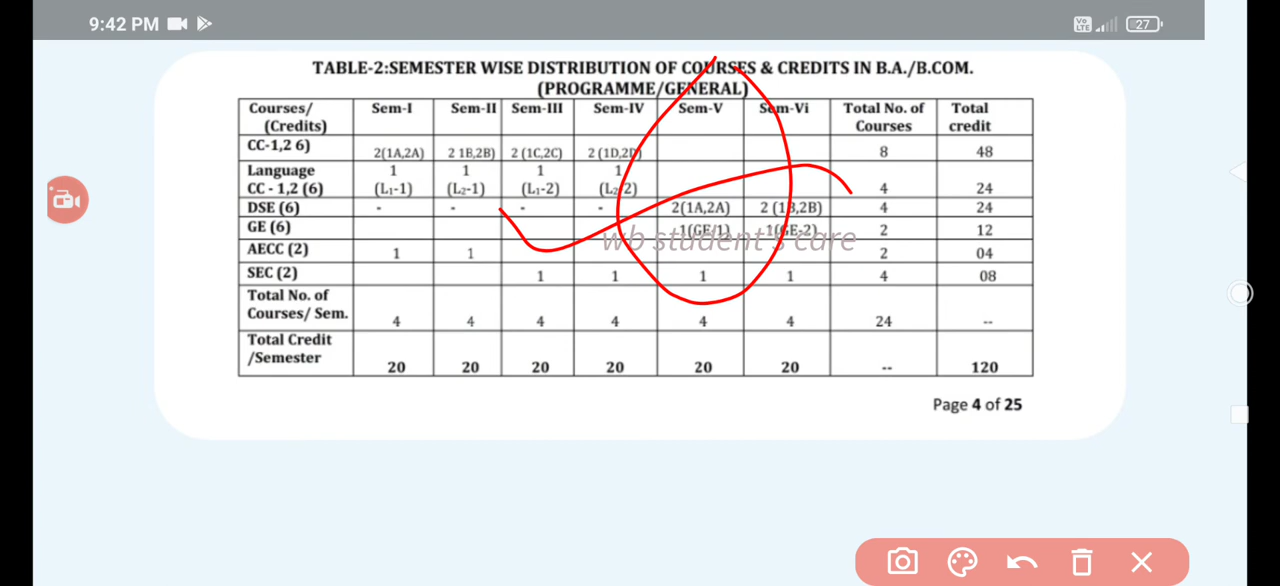 9:42 PM
Vo LTE 27
TABLE-2:SEMESTER WISE DISTRIBUTION OF COURSES & CREDITS IN B.A./B.COM.
(PROGRAMME/GENERAL)
Courses/ (Credits) Sem-I Sem-II Sem-III Sem-IV Sem-V Sem-Vi Total No. of Courses Total credit
CC-1,2 6) 2(1A,2A) 2 1B,2B) 2 (1C,2C) 2 (1D,2D) 8 48
Language CC - 1,2 (6) 1 (L1-1) 1 (L2-1) 1 (L1-2) 1 (L2-2) 4 24
DSE (6) - - - - 2(1A,2A) 2 (1B,2B) 4 24
GE (6) 1(GE/1) 1(GE-2) 2 12
wb student's care
AECC (2) 1 1 2 04
SEC (2) 1 1 1 1 4 08
Total No. of Courses/ Sem. 4 4 4 4 4 4 24 --
Total Credit /Semester 20 20 20 20 20 20 -- 120
Page 4 of 25